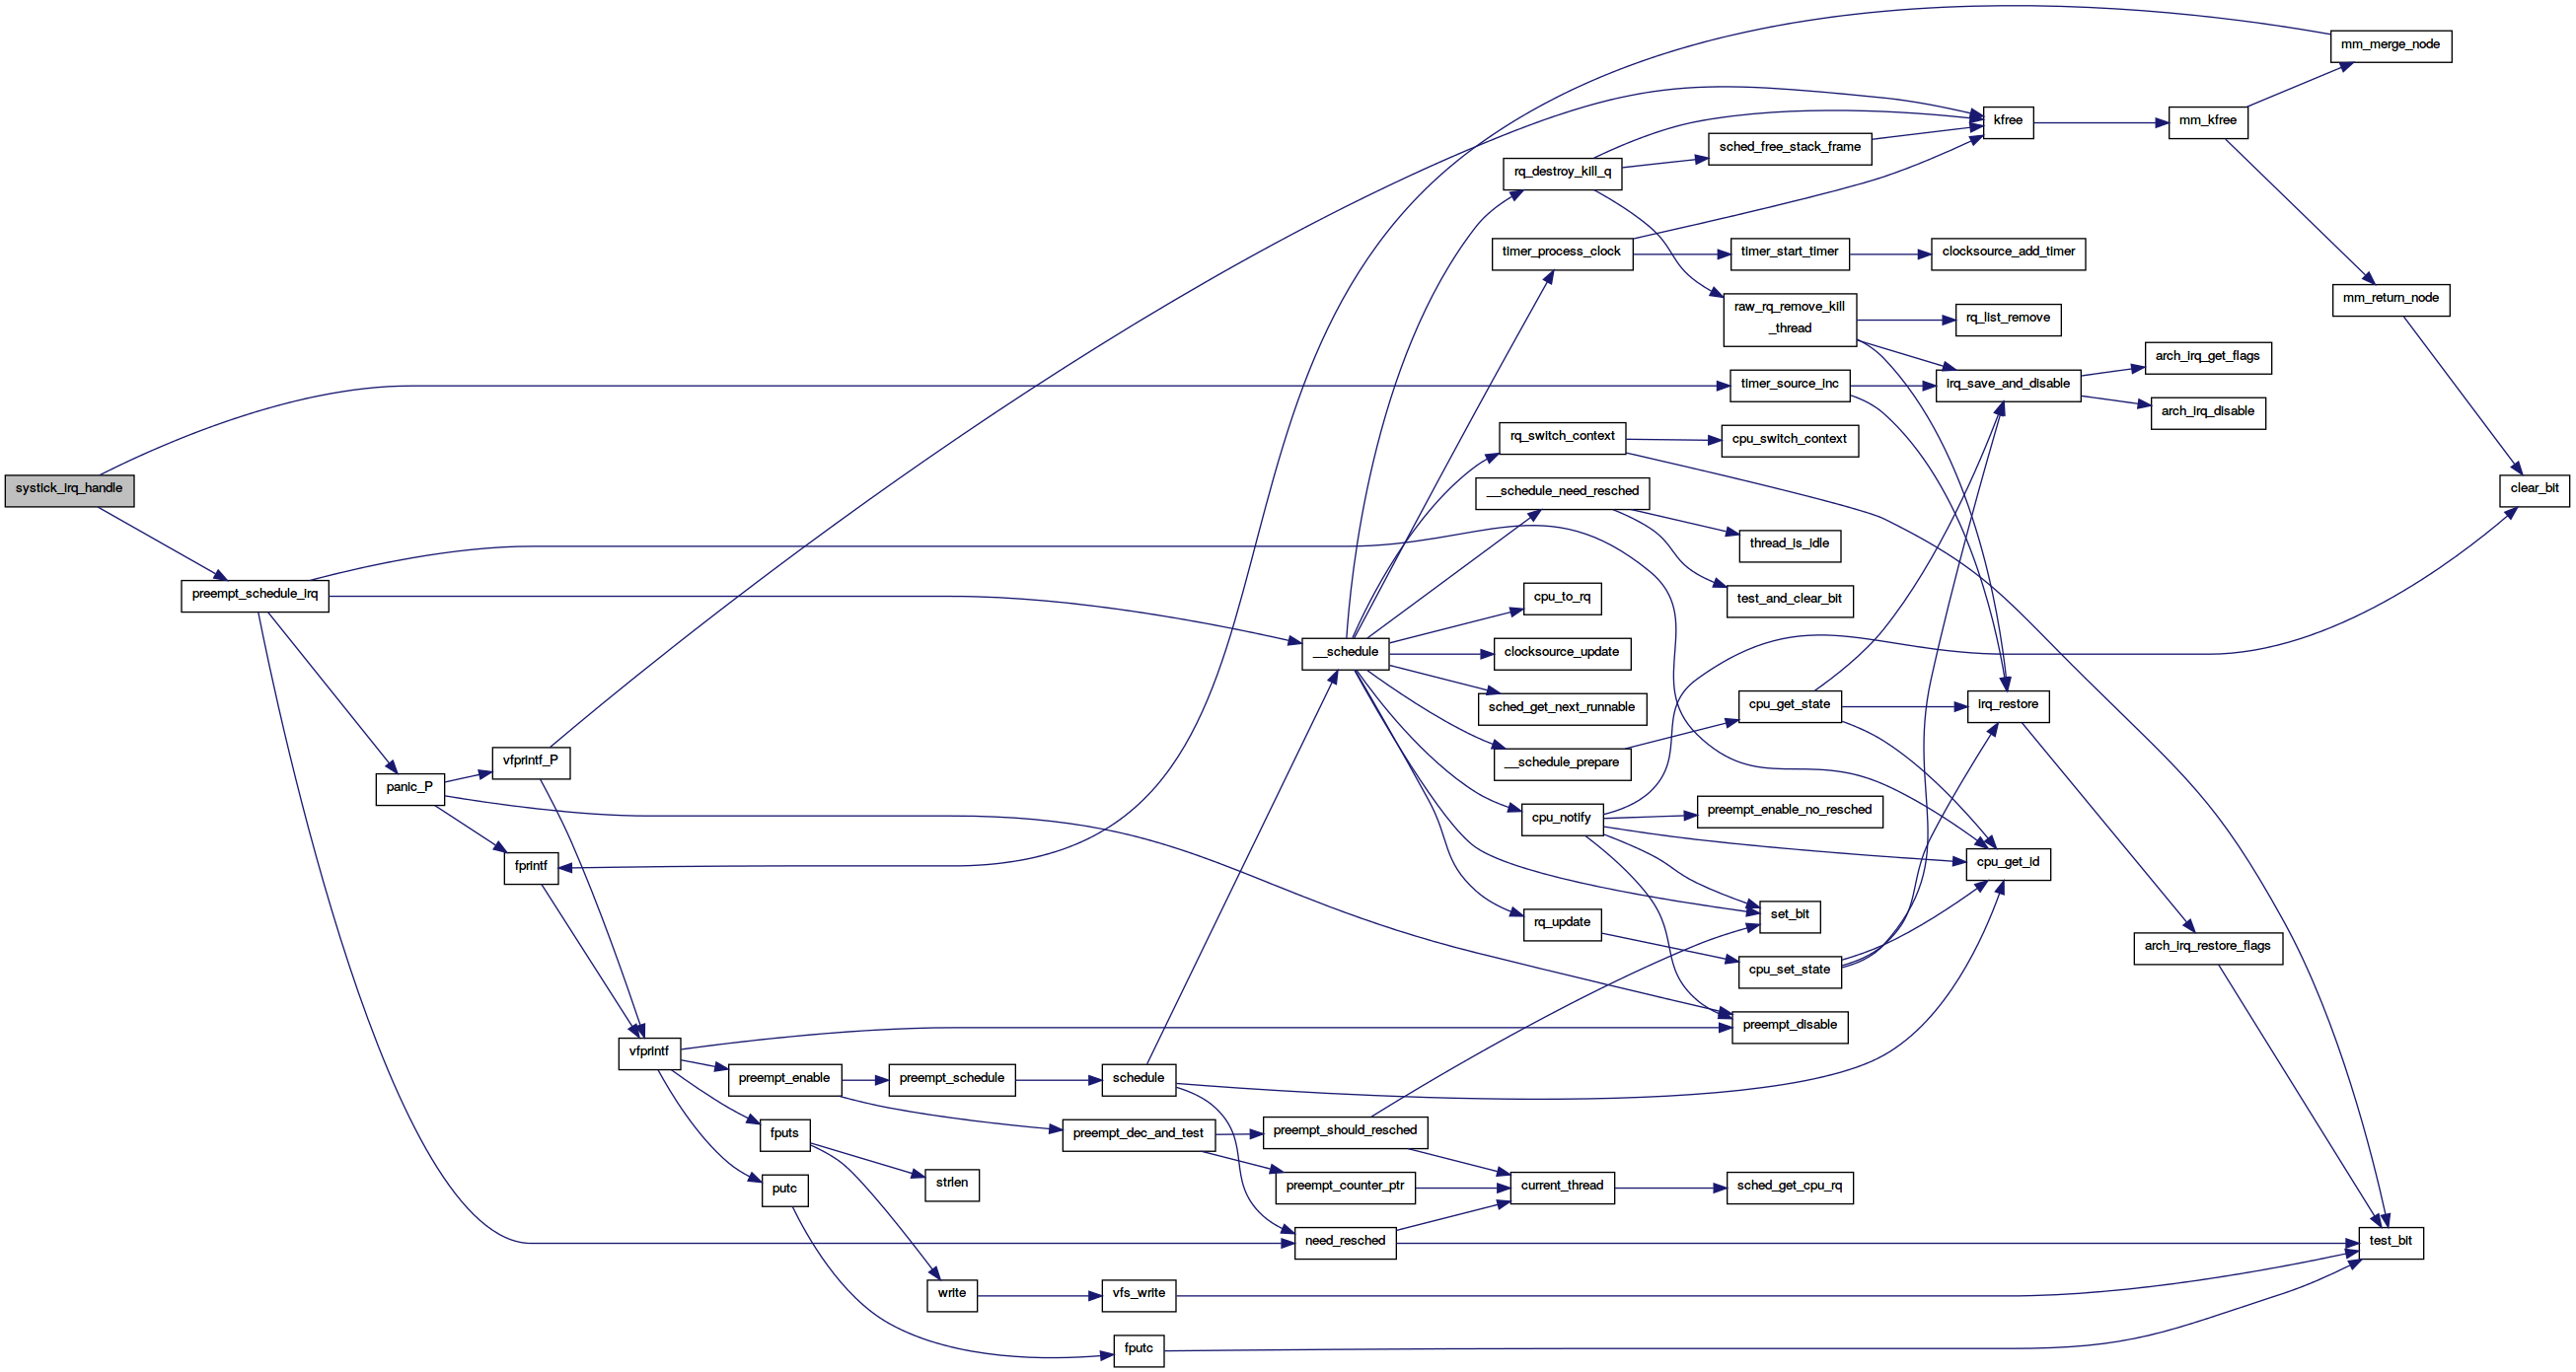 mm_merge_node
kfree
mm_kfree
sched_free_stack_frame
rq_destroy_kill_q
timer_process_clock
timer_start_timer
clocksource_add_timer
mm_return_node
raw_rq_remove_kill
_thread
rq_list_remove
arch_irq_get_flags
timer_source_inc
irq_save_and_disable
arch_irq_disable
rq_switch_context
cpu_switch_context
systick_irq_handle
__schedule_need_resched
clear_bit
thread_is_idle
preempt_schedule_irq
cpu_to_rq
test_and_clear_bit
__schedule
clocksource_update
sched_get_next_runnable
cpu_get_state
irq_restore
vfprintf_P
__schedule_prepare
panic_P
cpu_notify
preempt_enable_no_resched
fprintf
cpu_get_id
set_bit
rq_update
arch_irq_restore_flags
cpu_set_state
preempt_disable
vfprintf
preempt_enable
preempt_schedule
schedule
fputs
preempt_dec_and_test
preempt_should_resched
strlen
putc
preempt_counter_ptr
current_thread
sched_get_cpu_rq
need_resched
test_bit
write
vfs_write
fputc